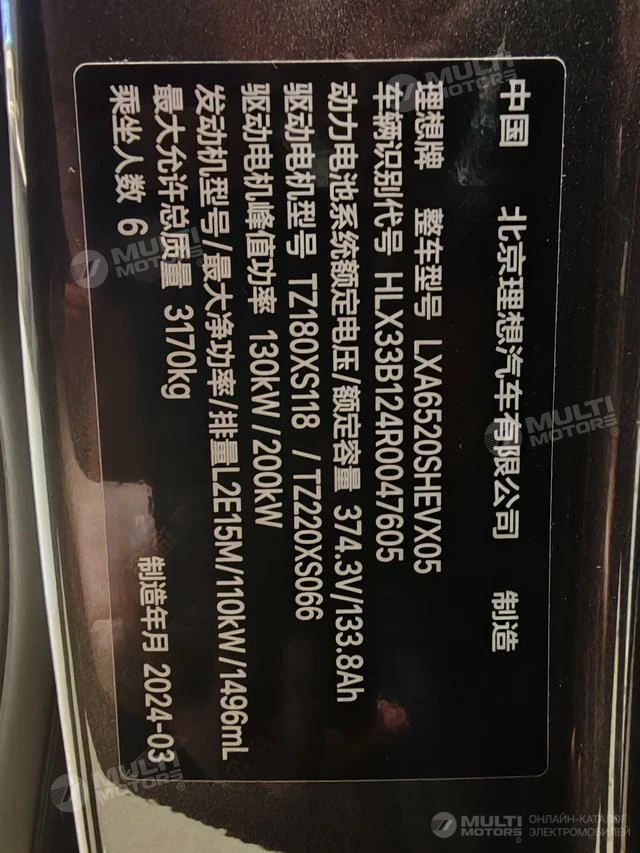 中国 北京理想汽车有限公司 制造
理想牌 整车型号 LXA6520SHEVX05
车辆识别代号 HLX33B124R0047605
动力电池系统额定电压/额定容量 374.3V/133.8Ah
驱动电机型号 TZ180XS118 /TZ220XS066
驱动电机峰值功率 130kW/200kW
发动机型号/最大净功率/排量L2E15M/110kW/1496mL
最大允许总质量 3170kg
乘坐人数 6 制造年月 2024-03
MULTI MOTORS
MULTI MOTORS
MULTI MOTORS
MULTI MOTORS
MULTI MOTORS ОНЛАЙН-КАТАЛОГ
ЭЛЕКТРОМОБИЛЕЙ